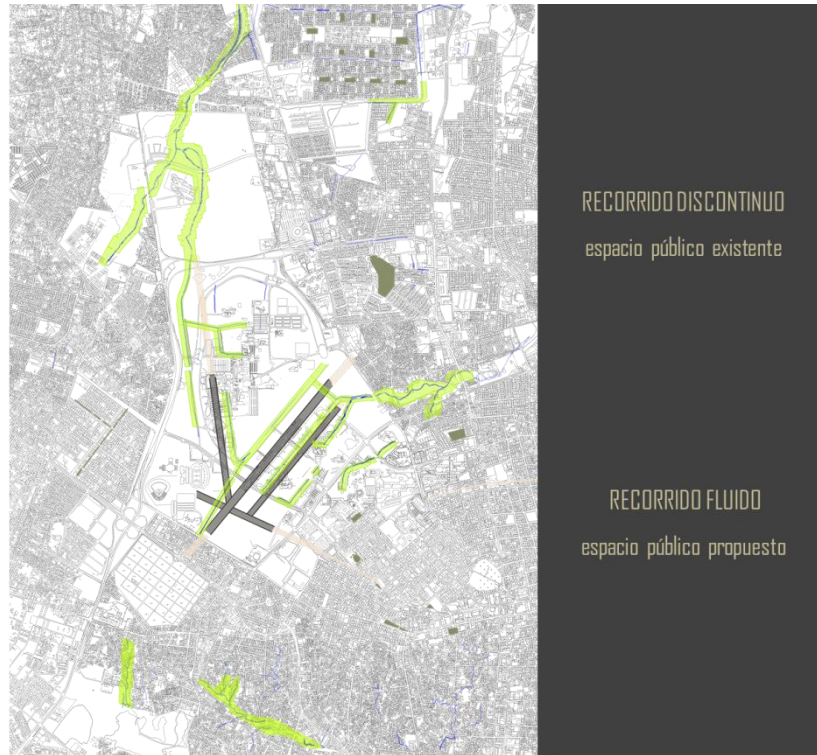 RECORRIDO DISCONTINUO
espacio público existente
RECORRIDO FLUIDO
espacio público propuesto